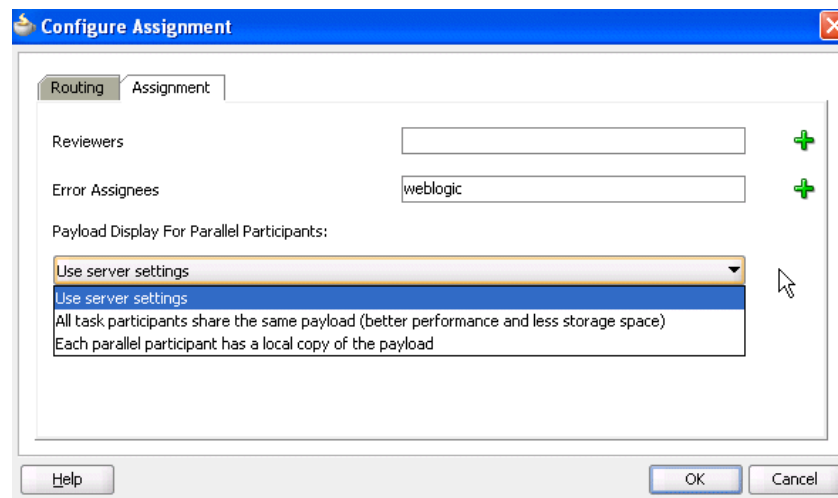 Configure Assignment
Routing Assignment
Reviewers
Error Assignees weblogic
Payload Display For Parallel Participants:
Use server settings
Use server settings
All task participants share the same payload (better performance and less storage space)
Each parallel participant has a local copy of the payload
Help OK Cancel